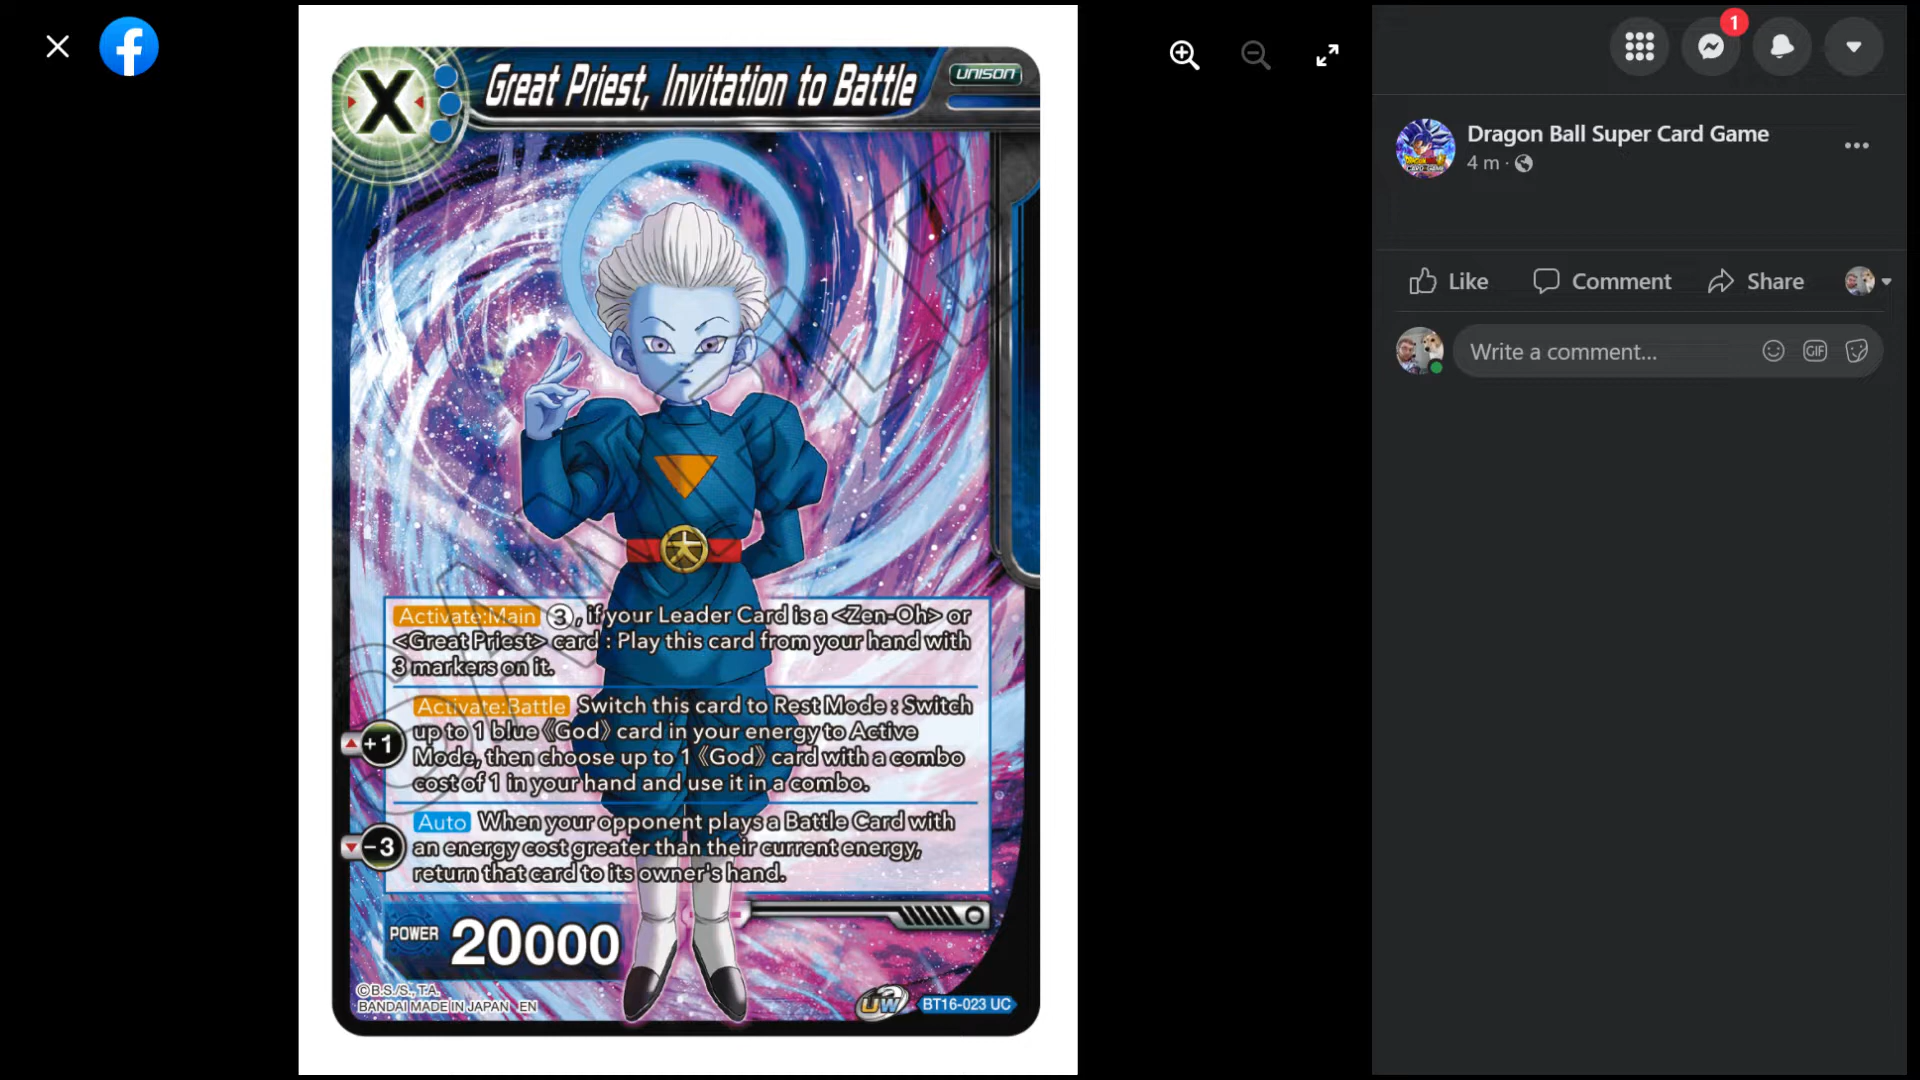 X
Great Priest, Invitation to Battle
UNISON
SAMPLE
大
Activate:Main ③, if your Leader Card is a <Zen-Oh> or
<Great Priest> card : Play this card from your hand with
3 markers on it.
+1
Activate:Battle Switch this card to Rest Mode : Switch
up to 1 blue《God》card in your energy to Active
Mode, then choose up to 1《God》card with a combo
cost of 1 in your hand and use it in a combo.
-3
Auto When your opponent plays a Battle Card with
an energy cost greater than their current energy,
return that card to its owner's hand.
POWER 20000
©B.S./S., T.A.
BANDAI MADE IN JAPAN EN
UW
BT16-023 UC
1
Dragon Ball Super Card Game
4 m ·
Like
Comment
Share
Write a comment...
GIF